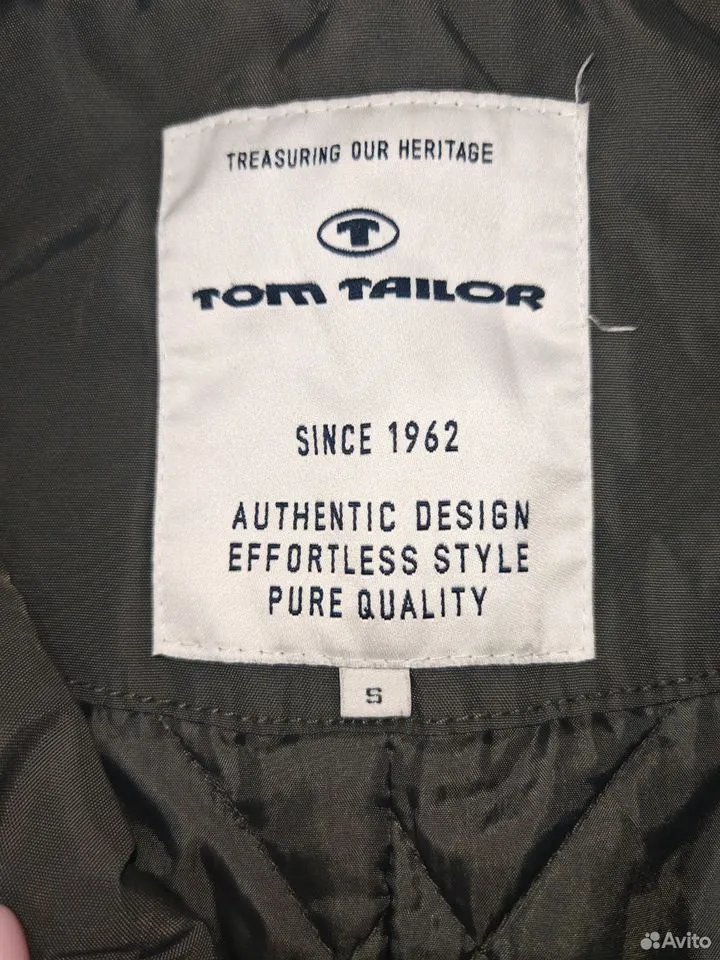 TREASURING OUR HERITAGE
T
TOM TAILOR
SINCE 1962
AUTHENTIC DESIGN
EFFORTLESS STYLE
PURE QUALITY
S
Avito